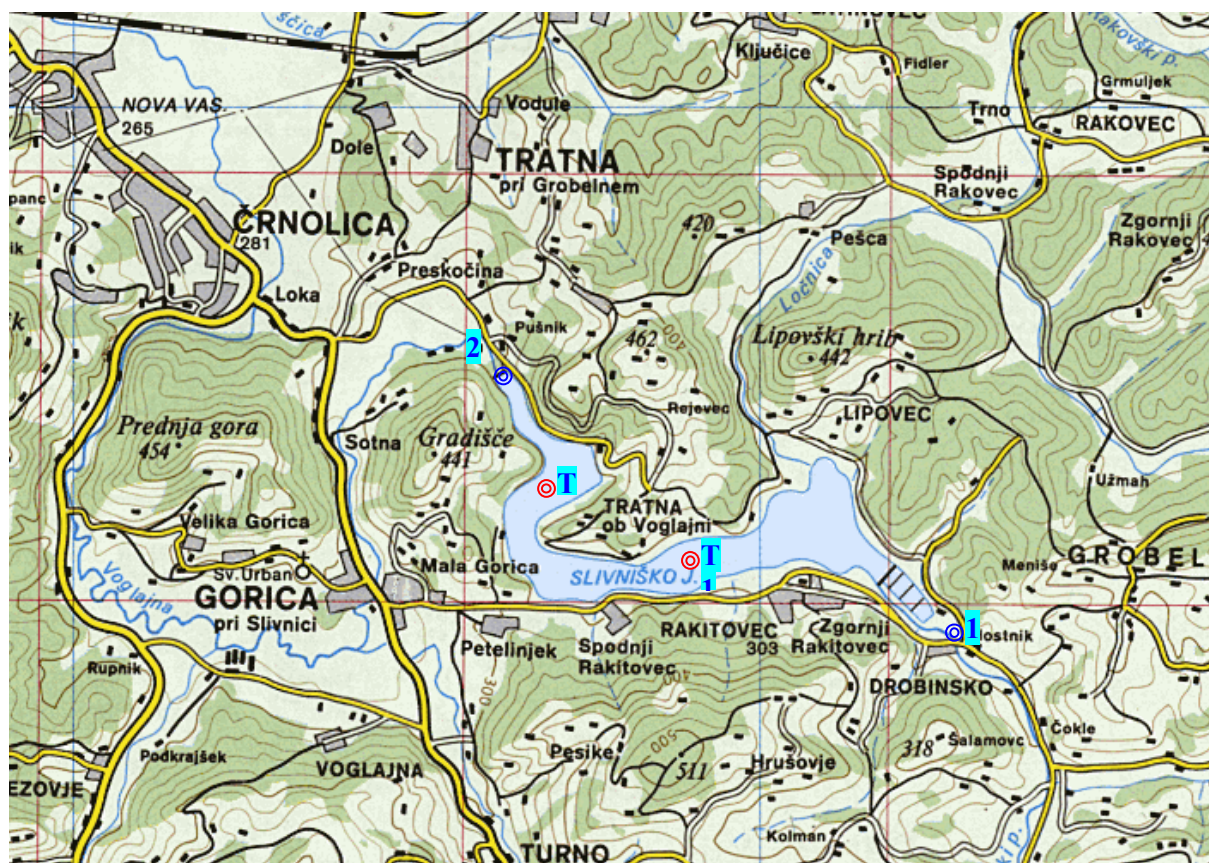 ščica
Ključice
Fidler
Grmuljek
NOVA VAS.
265
Vodule
Trno
RAKOVEC
Dole
TRATNA
pri Grobelnem
Spodnji
Rakovec
panc
ČRNOLICA
281
420
Pešca
Zgornji
Rakovec
nik
Preskočina
Ločnica
Loka
Pušnik
462
400
Lipovški hrib
442
2
Rejevec
LIPOVEC
Prednja gora
454
Sotna
Gradišče
441
Užmah
T
TRATNA
ob Voglajni
Velika Gorica
T
1
GROBEL
Meniše
Sv. Urban
Mala Gorica
SLIVNIŠKO J.
Voglajna
GORICA
pri Slivnici
RAKITOVEC
303
Zgornji
Rakitovec
1
Petelinjek
Spodnji
Rakitovec
Rupnik
300
400
DROBINSKO
Čokle
Podkrajšek
Pesike
500
Hrušovje
318
Šalamovc
EZOVJE
VOGLAJNA
511
Kolman
TURNO